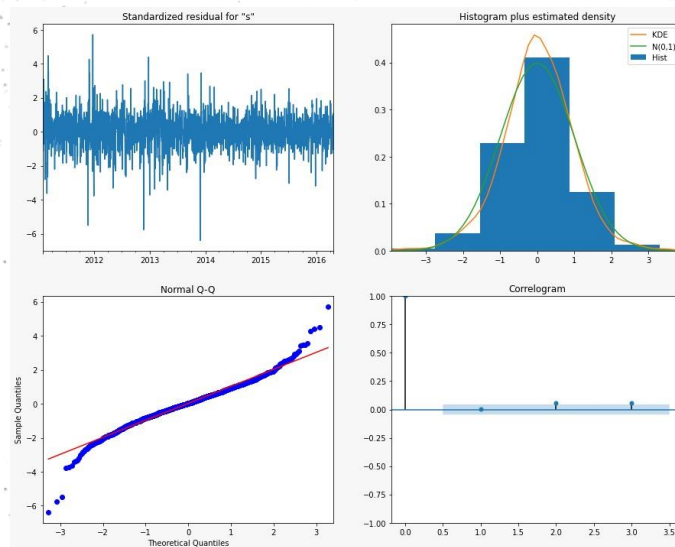 Standardized residual for "s"
6
4
2
0
−2
−4
−6
2012 2013 2014 2015 2016
Histogram plus estimated density
KDE
N(0,1)
Hist
0.4
0.3
0.2
0.1
0.0
−3 −2 −1 0 1 2 3
Normal Q-Q
6
4
2
0
−2
−4
−6
Sample Quantiles
−3 −2 −1 0 1 2 3
Theoretical Quantiles
Correlogram
1.00
0.75
0.50
0.25
0.00
−0.25
−0.50
−0.75
−1.00
0.0 0.5 1.0 1.5 2.0 2.5 3.0 3.5